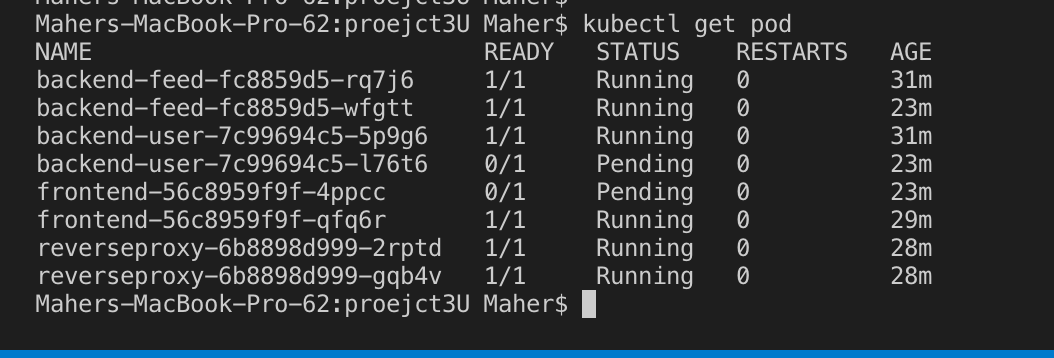 Mahers-MacBook-Pro-62:proejct3U Maher$
Mahers-MacBook-Pro-62:proejct3U Maher$ kubectl get pod
NAME READY STATUS RESTARTS AGE
backend-feed-fc8859d5-rq7j6 1/1 Running 0 31m
backend-feed-fc8859d5-wfgtt 1/1 Running 0 23m
backend-user-7c99694c5-5p9g6 1/1 Running 0 31m
backend-user-7c99694c5-l76t6 0/1 Pending 0 23m
frontend-56c8959f9f-4ppcc 0/1 Pending 0 23m
frontend-56c8959f9f-qfq6r 1/1 Running 0 29m
reverseproxy-6b8898d999-2rptd 1/1 Running 0 28m
reverseproxy-6b8898d999-gqb4v 1/1 Running 0 28m
Mahers-MacBook-Pro-62:proejct3U Maher$